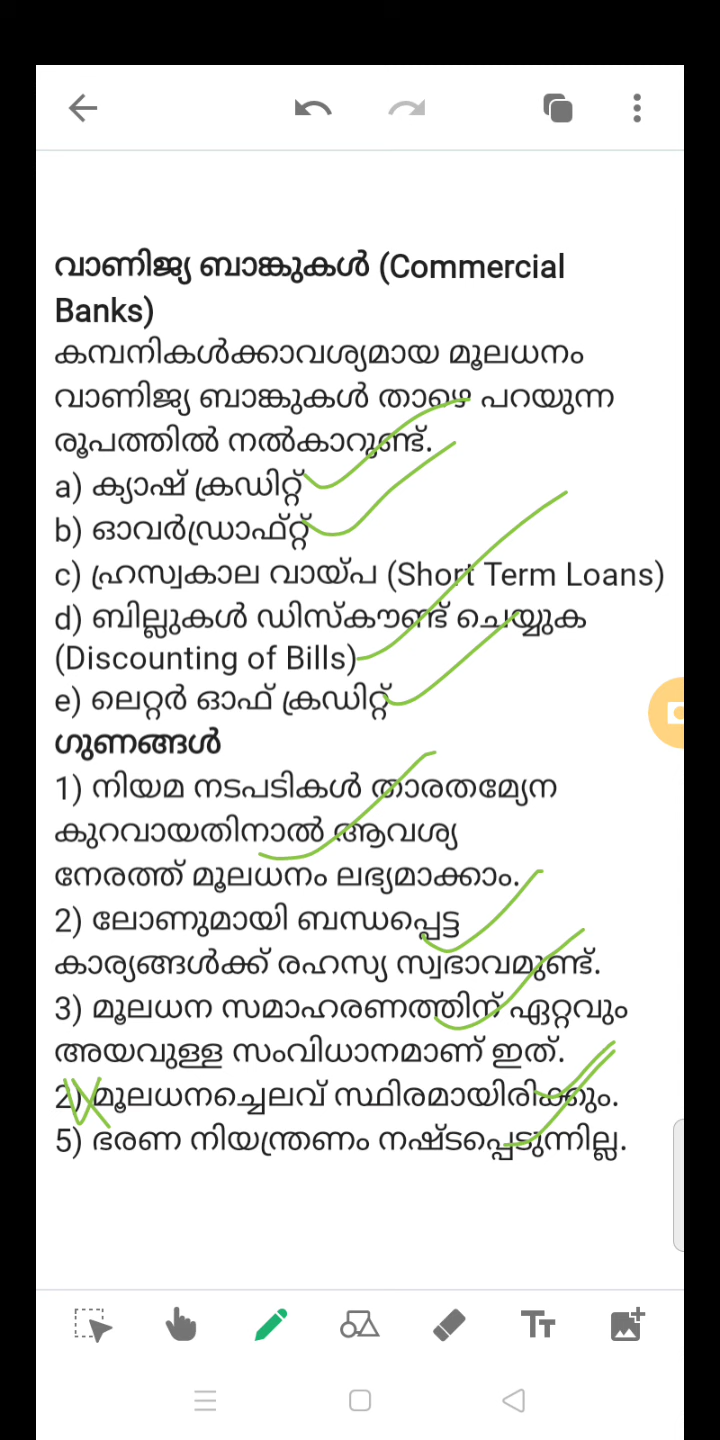 വാണിജ്യ ബാങ്കുകൾ (Commercial
Banks)
കമ്പനികൾക്കാവശ്യമായ മൂലധനം
വാണിജ്യ ബാങ്കുകൾ താഴെ പറയുന്ന
രൂപത്തിൽ നൽകാറുണ്ട്.
a) ക്യാഷ് ക്രഡിറ്റ്
b) ഓവർഡ്രാഫ്റ്റ്
c) ഹ്രസ്വകാല വായ്പ (Short Term Loans)
d) ബില്ലുകൾ ഡിസ്കൗണ്ട് ചെയ്യുക
(Discounting of Bills)
e) ലെറ്റർ ഓഫ് ക്രഡിറ്റ്
ഗുണങ്ങൾ
1) നിയമ നടപടികൾ താരതമ്യേന
കുറവായതിനാൽ ആവശ്യ
നേരത്ത് മൂലധനം ലഭ്യമാക്കാം.
2) ലോണുമായി ബന്ധപ്പെട്ട
കാര്യങ്ങൾക്ക് രഹസ്യ സ്വഭാവമുണ്ട്.
3) മൂലധന സമാഹരണത്തിന് ഏറ്റവും
അയവുള്ള സംവിധാനമാണ് ഇത്.
2) മൂലധനച്ചെലവ് സ്ഥിരമായിരിക്കും.
5) ഭരണ നിയന്ത്രണം നഷ്ടപ്പെടുന്നില്ല.
Tт